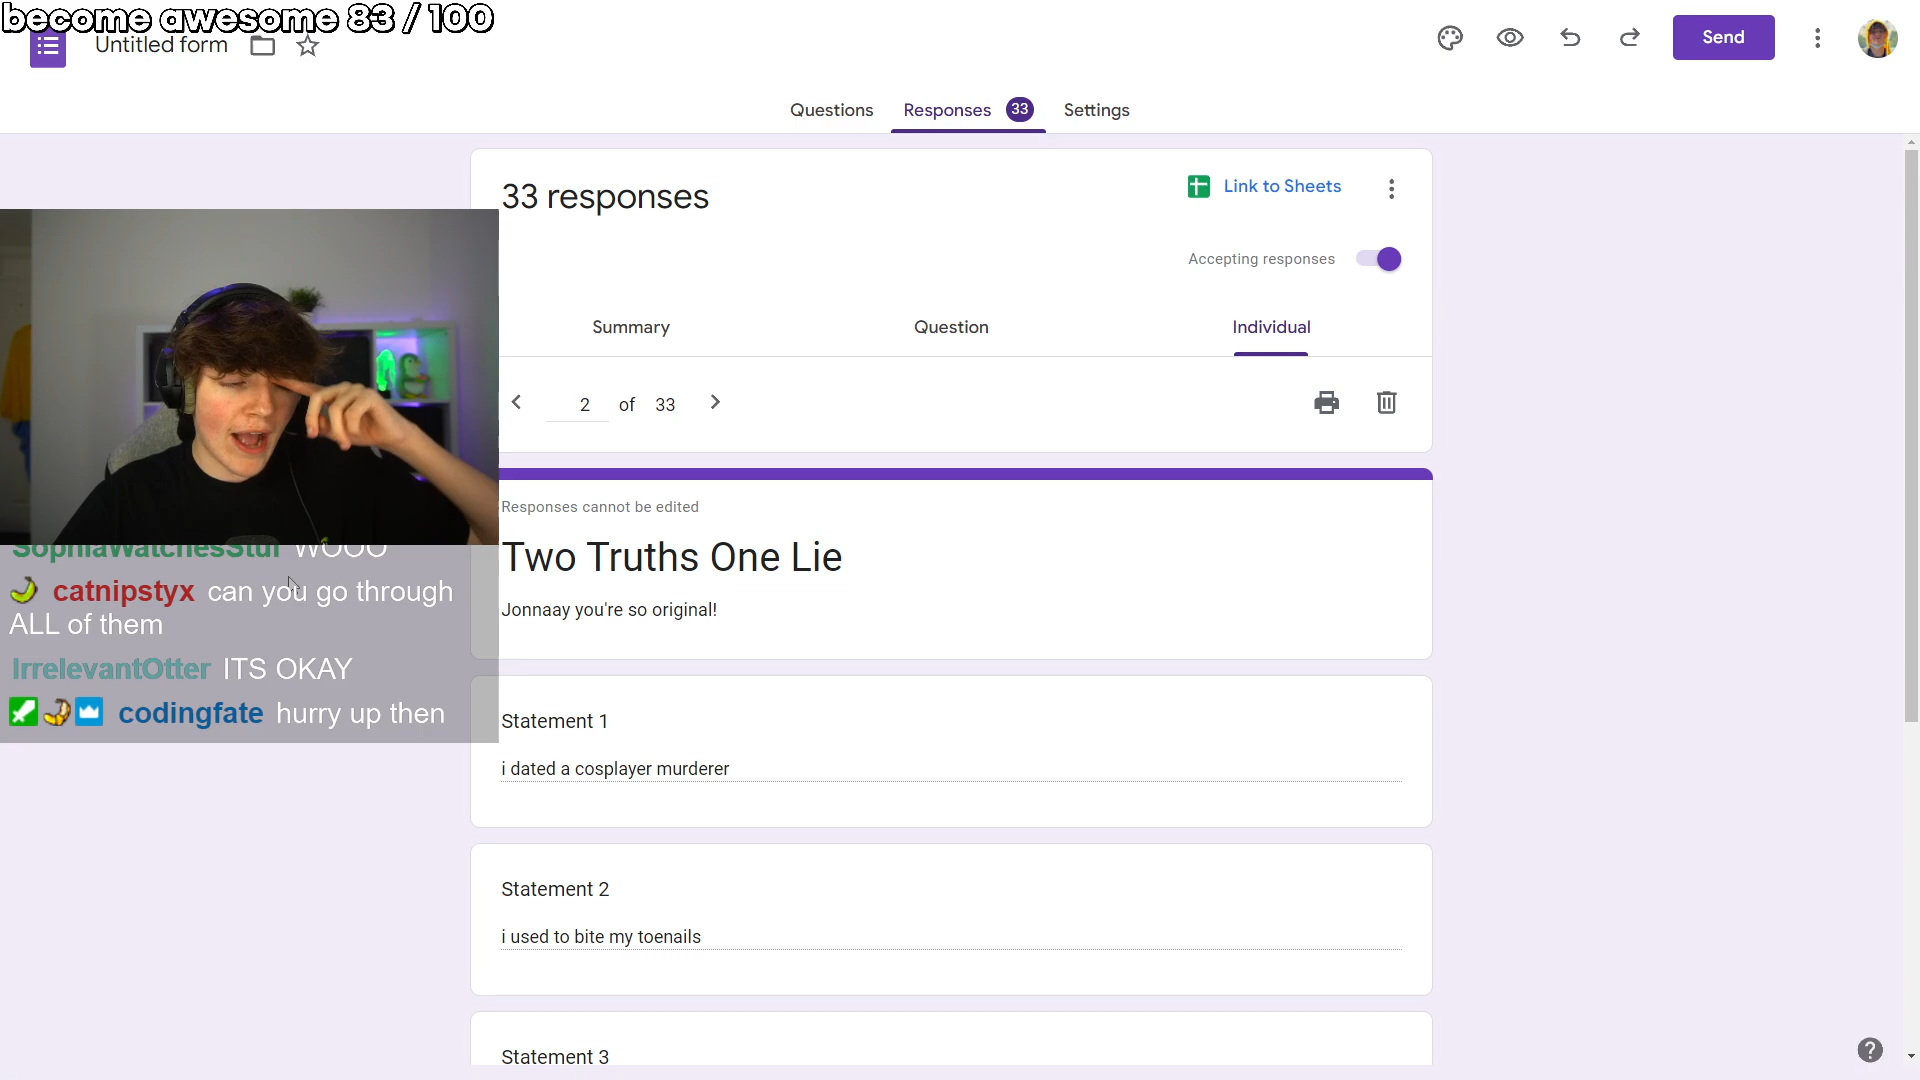 become awesome 83 / 100
Untitled form
Send
Questions
Responses 33
Settings
33 responses
Link to Sheets
Accepting responses
Summary
Question
Individual
2 of 33
Responses cannot be edited
Two Truths One Lie
Jonnaay you're so original!
SophiaWatchesStuf WOOO
catnipstyx can you go through
ALL of them
IrrelevantOtter ITS OKAY
codingfate hurry up then
Statement 1
i dated a cosplayer murderer
Statement 2
i used to bite my toenails
Statement 3